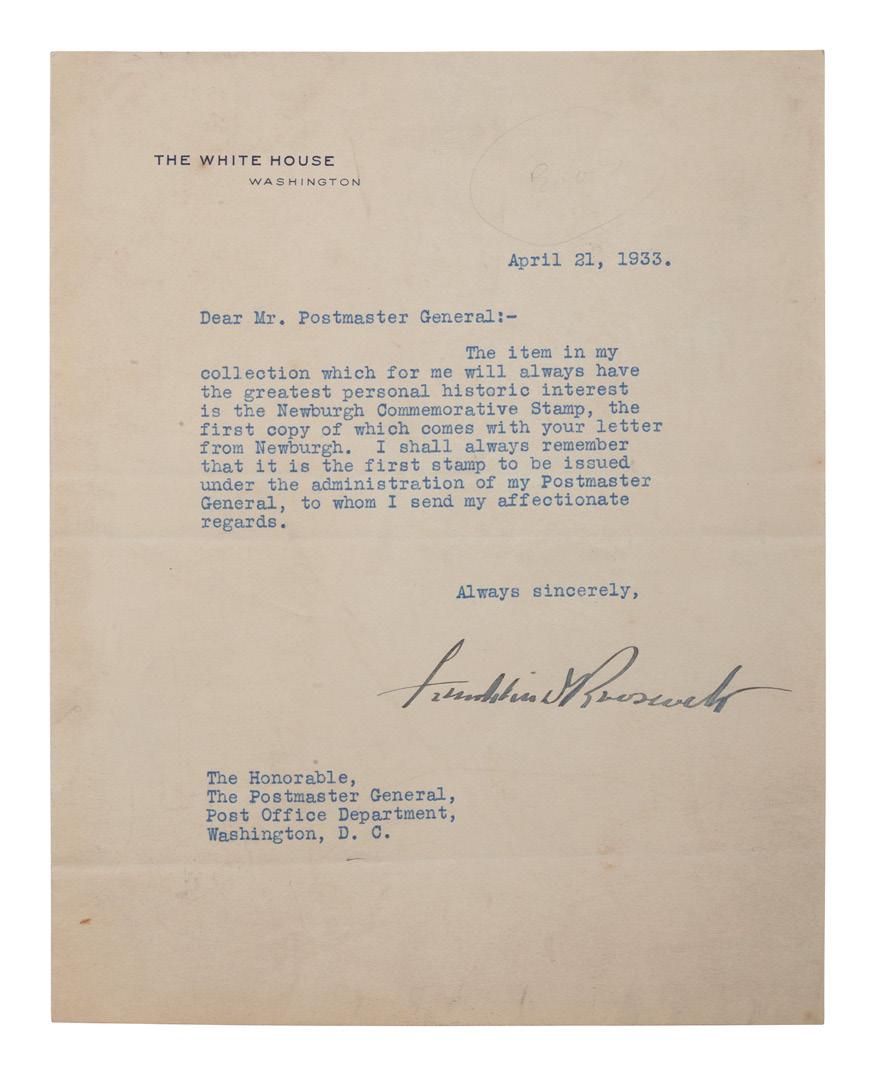 THE WHITE HOUSE
WASHINGTON
April 21, 1933.
Dear Mr. Postmaster General:-
The item in my
collection which for me will always have
the greatest personal historic interest
is the Newburgh Commemorative Stamp, the
first copy of which comes with your letter
from Newburgh.  I shall always remember
that it is the first stamp to be issued
under the administration of my Postmaster
General, to whom I send my affectionate
regards.
Always sincerely,
Franklin D Roosevelt
The Honorable,
The Postmaster General,
Post Office Department,
Washington, D. C.